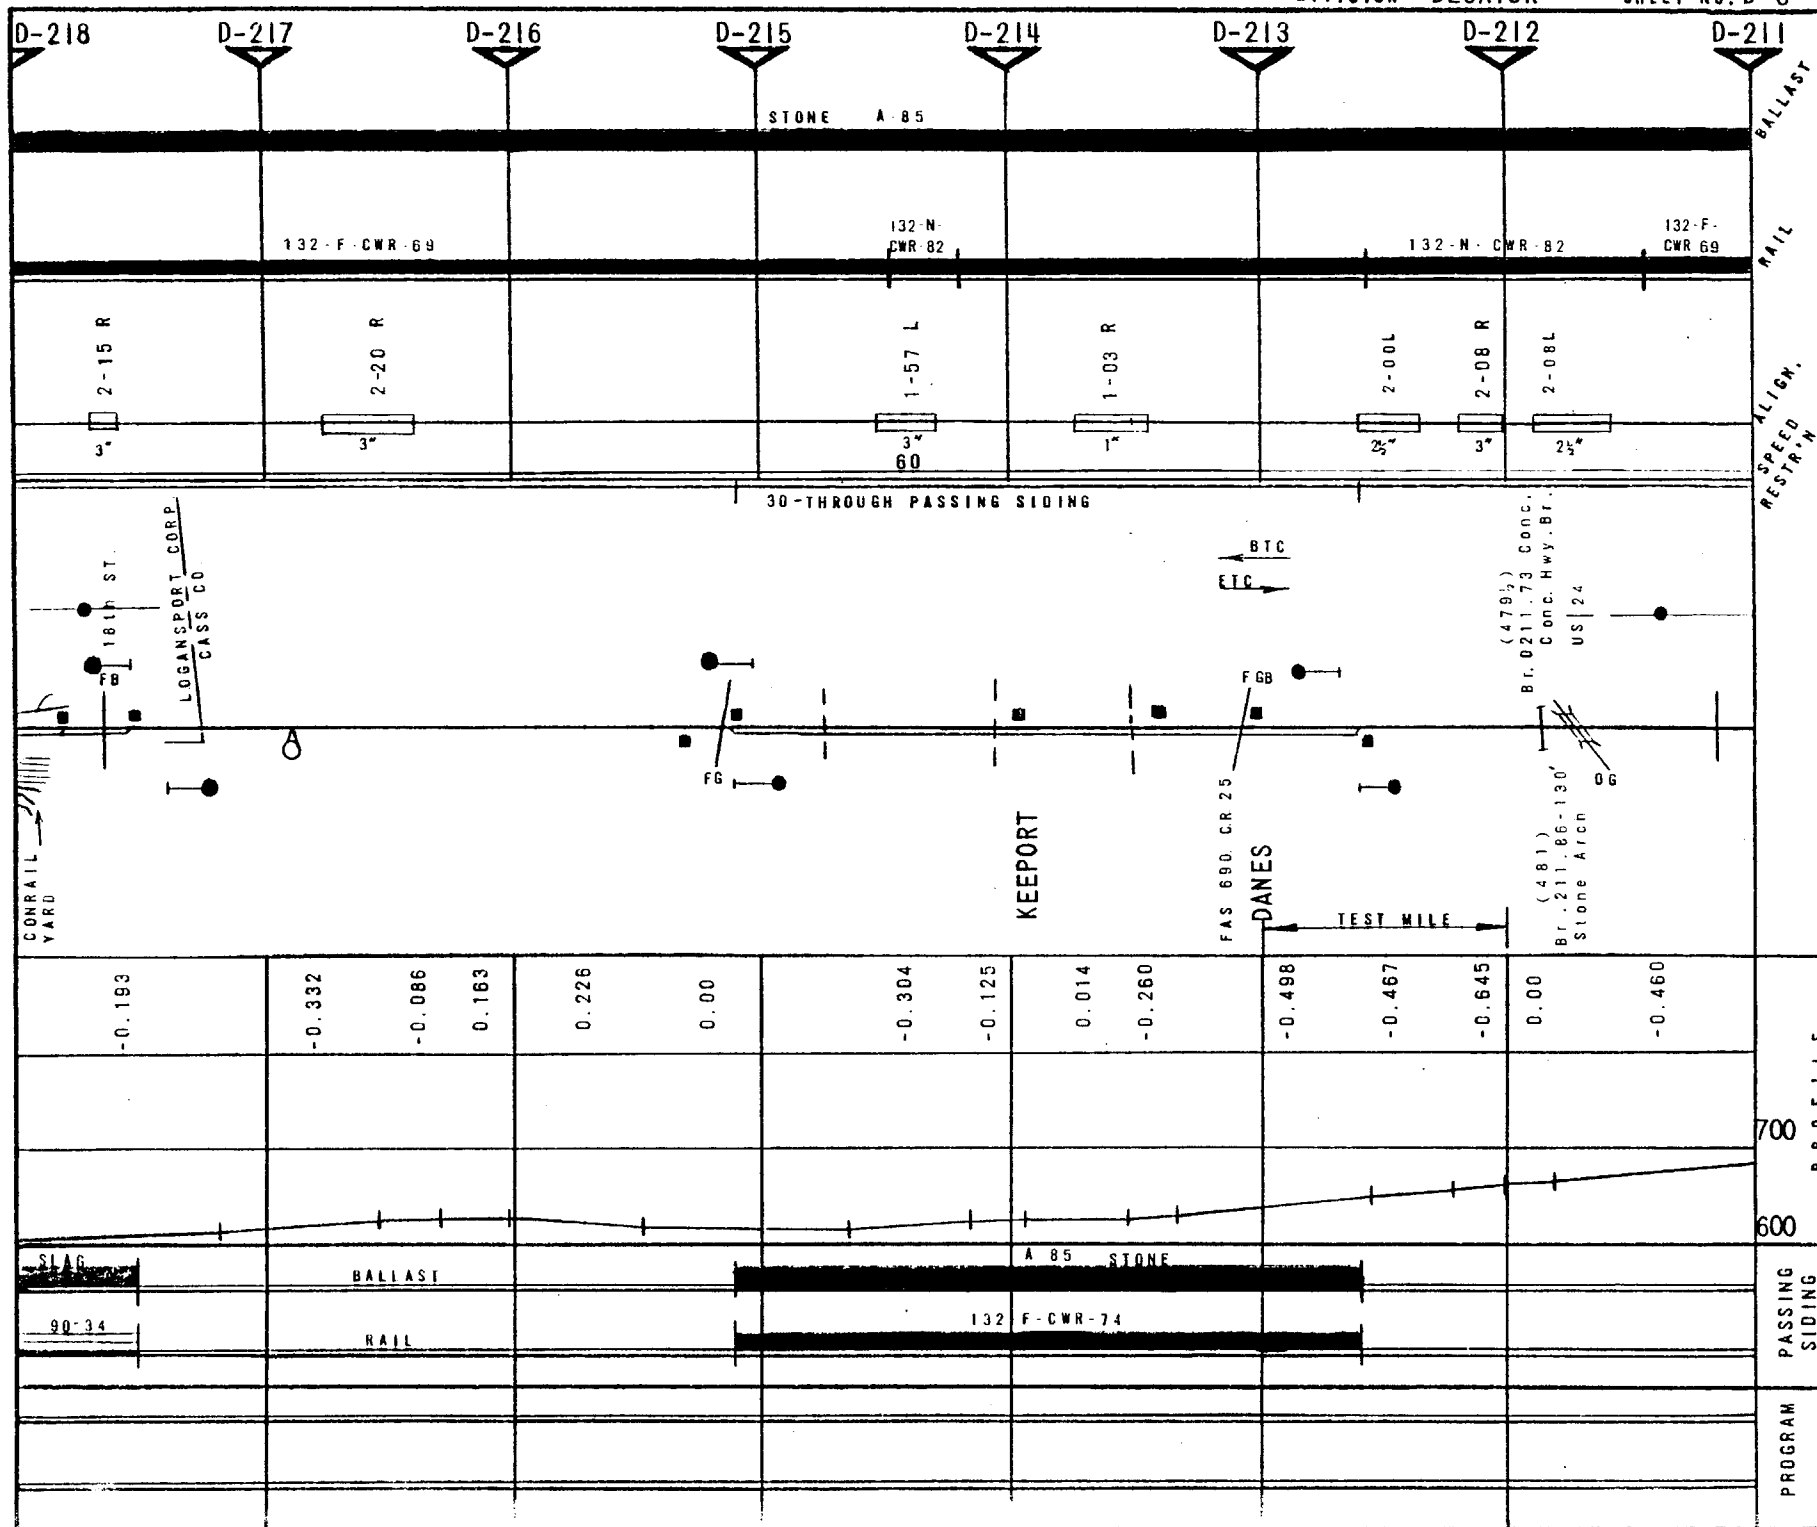 D-218 D-217 D-216 D-215 D-214 D-213 D-212 D-211
BALLAST
STONE A-85
RAIL
132-F-CWR-69
132-N-
CWR-82
132-N-CWR-82
132-F-
CWR 69
ALIGN.
2-15 R
3"
2-20 R
3"
1-57 L
3"
1-03 R
1"
2-00L
2½"
2-08 R
3"
2-08L
2½"
SPEED
RESTR'N
60
30-THROUGH PASSING SIDING
BTC
ETC
18th ST.
FB
LOGANSPORT CORP
CASS CO.
CONRAIL
YARD
FG
KEEPORT
FGB
FAS 690 CR 25
DANES
TEST MILE
(479½)
Br. D211.73 Conc.
Conc. Hwy. Br.
US 24
OG
(481)
Br. 211.86-130'
Stone Arch
-0.193
-0.332
-0.086
0.163
0.226
0.00
-0.304
-0.125
0.014
-0.260
-0.498
-0.467
-0.645
0.00
-0.460
700
600
SLAG
BALLAST
A 85 STONE
90-34
RAIL
132-F-CWR-74
PASSING
SIDING
PROGRAM